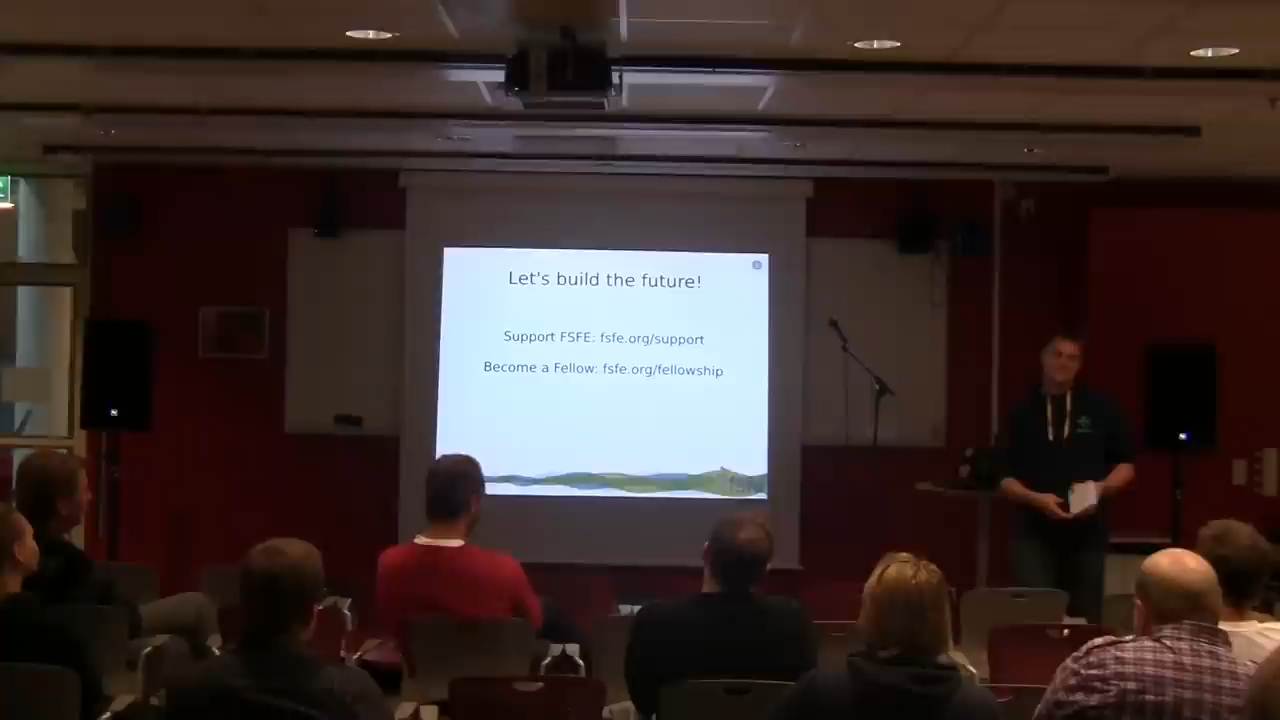 Let's build the future!
Support FSFE: fsfe.org/support
Become a Fellow: fsfe.org/fellowship